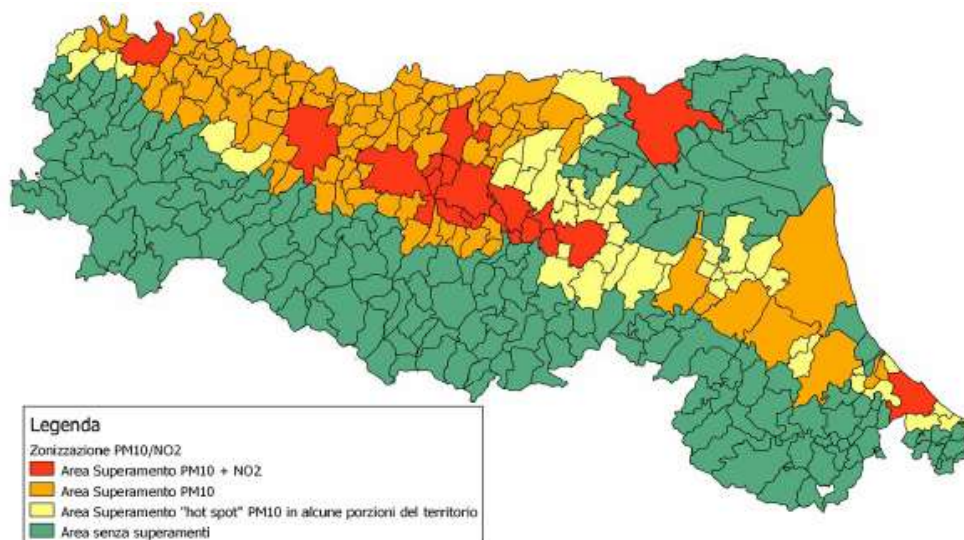 Legenda
Zonizzazione PM10/NO2
Area Superamento PM10 + NO2
Area Superamento PM10
Area Superamento "hot spot" PM10 in alcune porzioni del territorio
Area senza superamenti